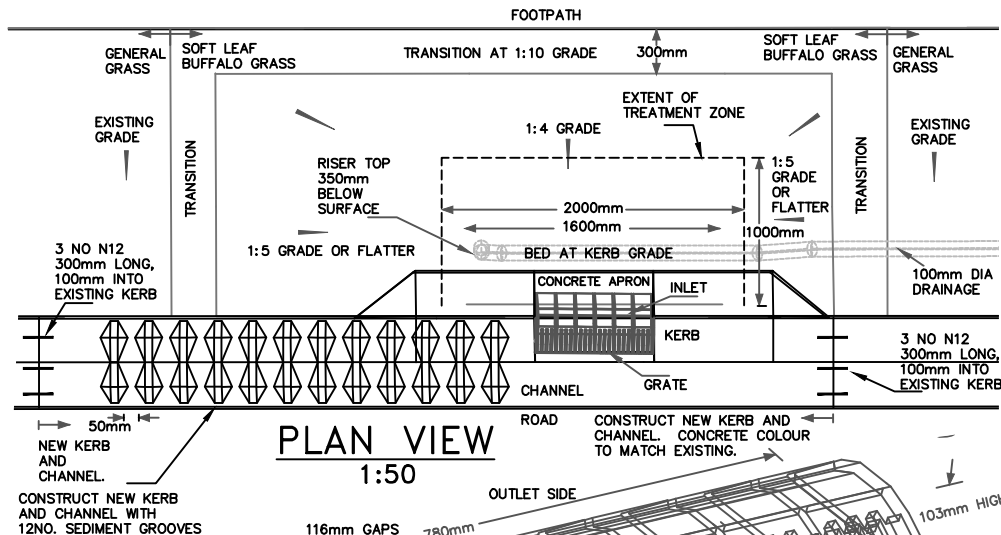 FOOTPATH
GENERAL
GRASS
SOFT LEAF
BUFFALO GRASS
TRANSITION AT 1:10 GRADE
300mm
SOFT LEAF
BUFFALO GRASS
GENERAL
GRASS
EXISTING
GRADE
TRANSITION
EXTENT OF
TREATMENT ZONE
1:4 GRADE
RISER TOP
350mm
BELOW
SURFACE
1:5
GRADE
OR
FLATTER
TRANSITION
EXISTING
GRADE
2000mm
1600mm
1000mm
1:5 GRADE OR FLATTER
BED AT KERB GRADE
3 NO N12
300mm LONG,
100mm INTO
EXISTING KERB
CONCRETE APRON
INLET
100mm DIA
DRAINAGE
KERB
3 NO N12
300mm LONG,
100mm INTO
EXISTING KERB
GRATE
CHANNEL
50mm
ROAD
NEW KERB
AND
CHANNEL.
PLAN VIEW
1:50
CONSTRUCT NEW KERB AND
CHANNEL. CONCRETE COLOUR
TO MATCH EXISTING.
CONSTRUCT NEW KERB
AND CHANNEL WITH
12NO. SEDIMENT GROOVES
OUTLET SIDE
116mm GAPS
780mm
103mm HIGH